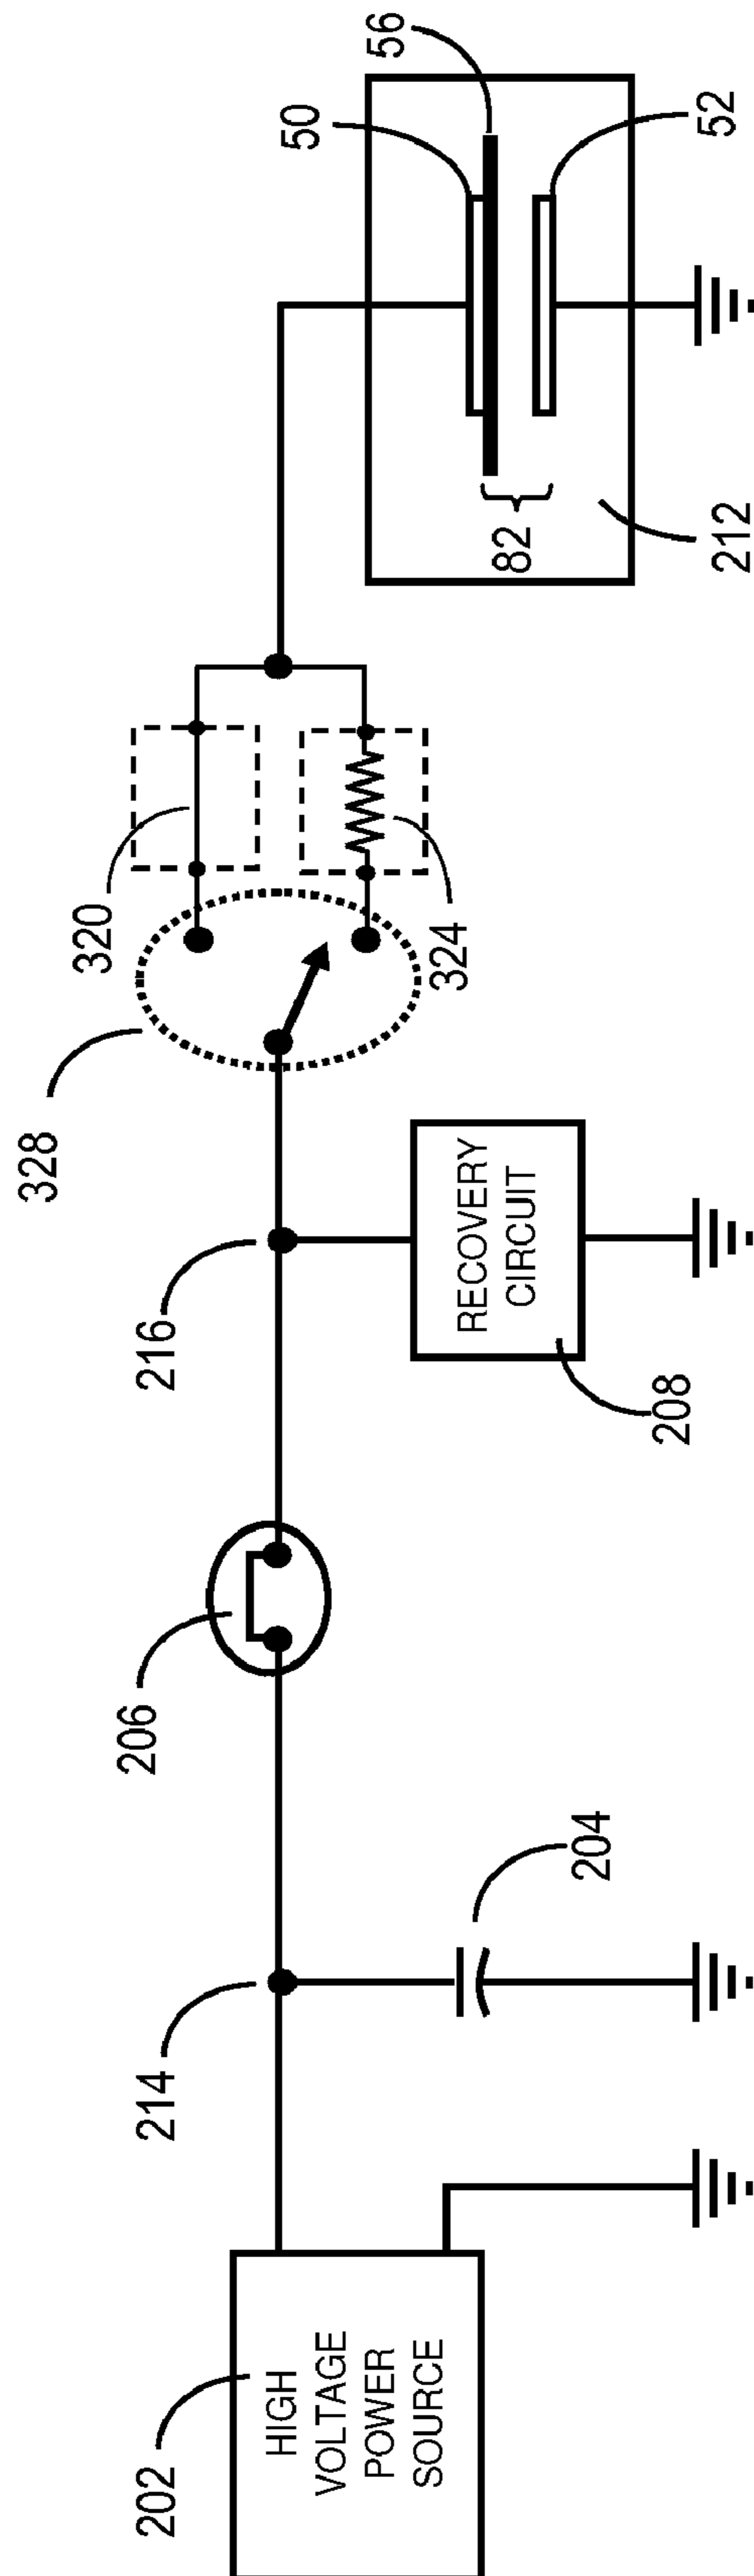 202
HIGH
VOLTAGE
POWER
SOURCE
214
204
206
216
RECOVERY
CIRCUIT
208
328
320
324
50
56
82
52
212